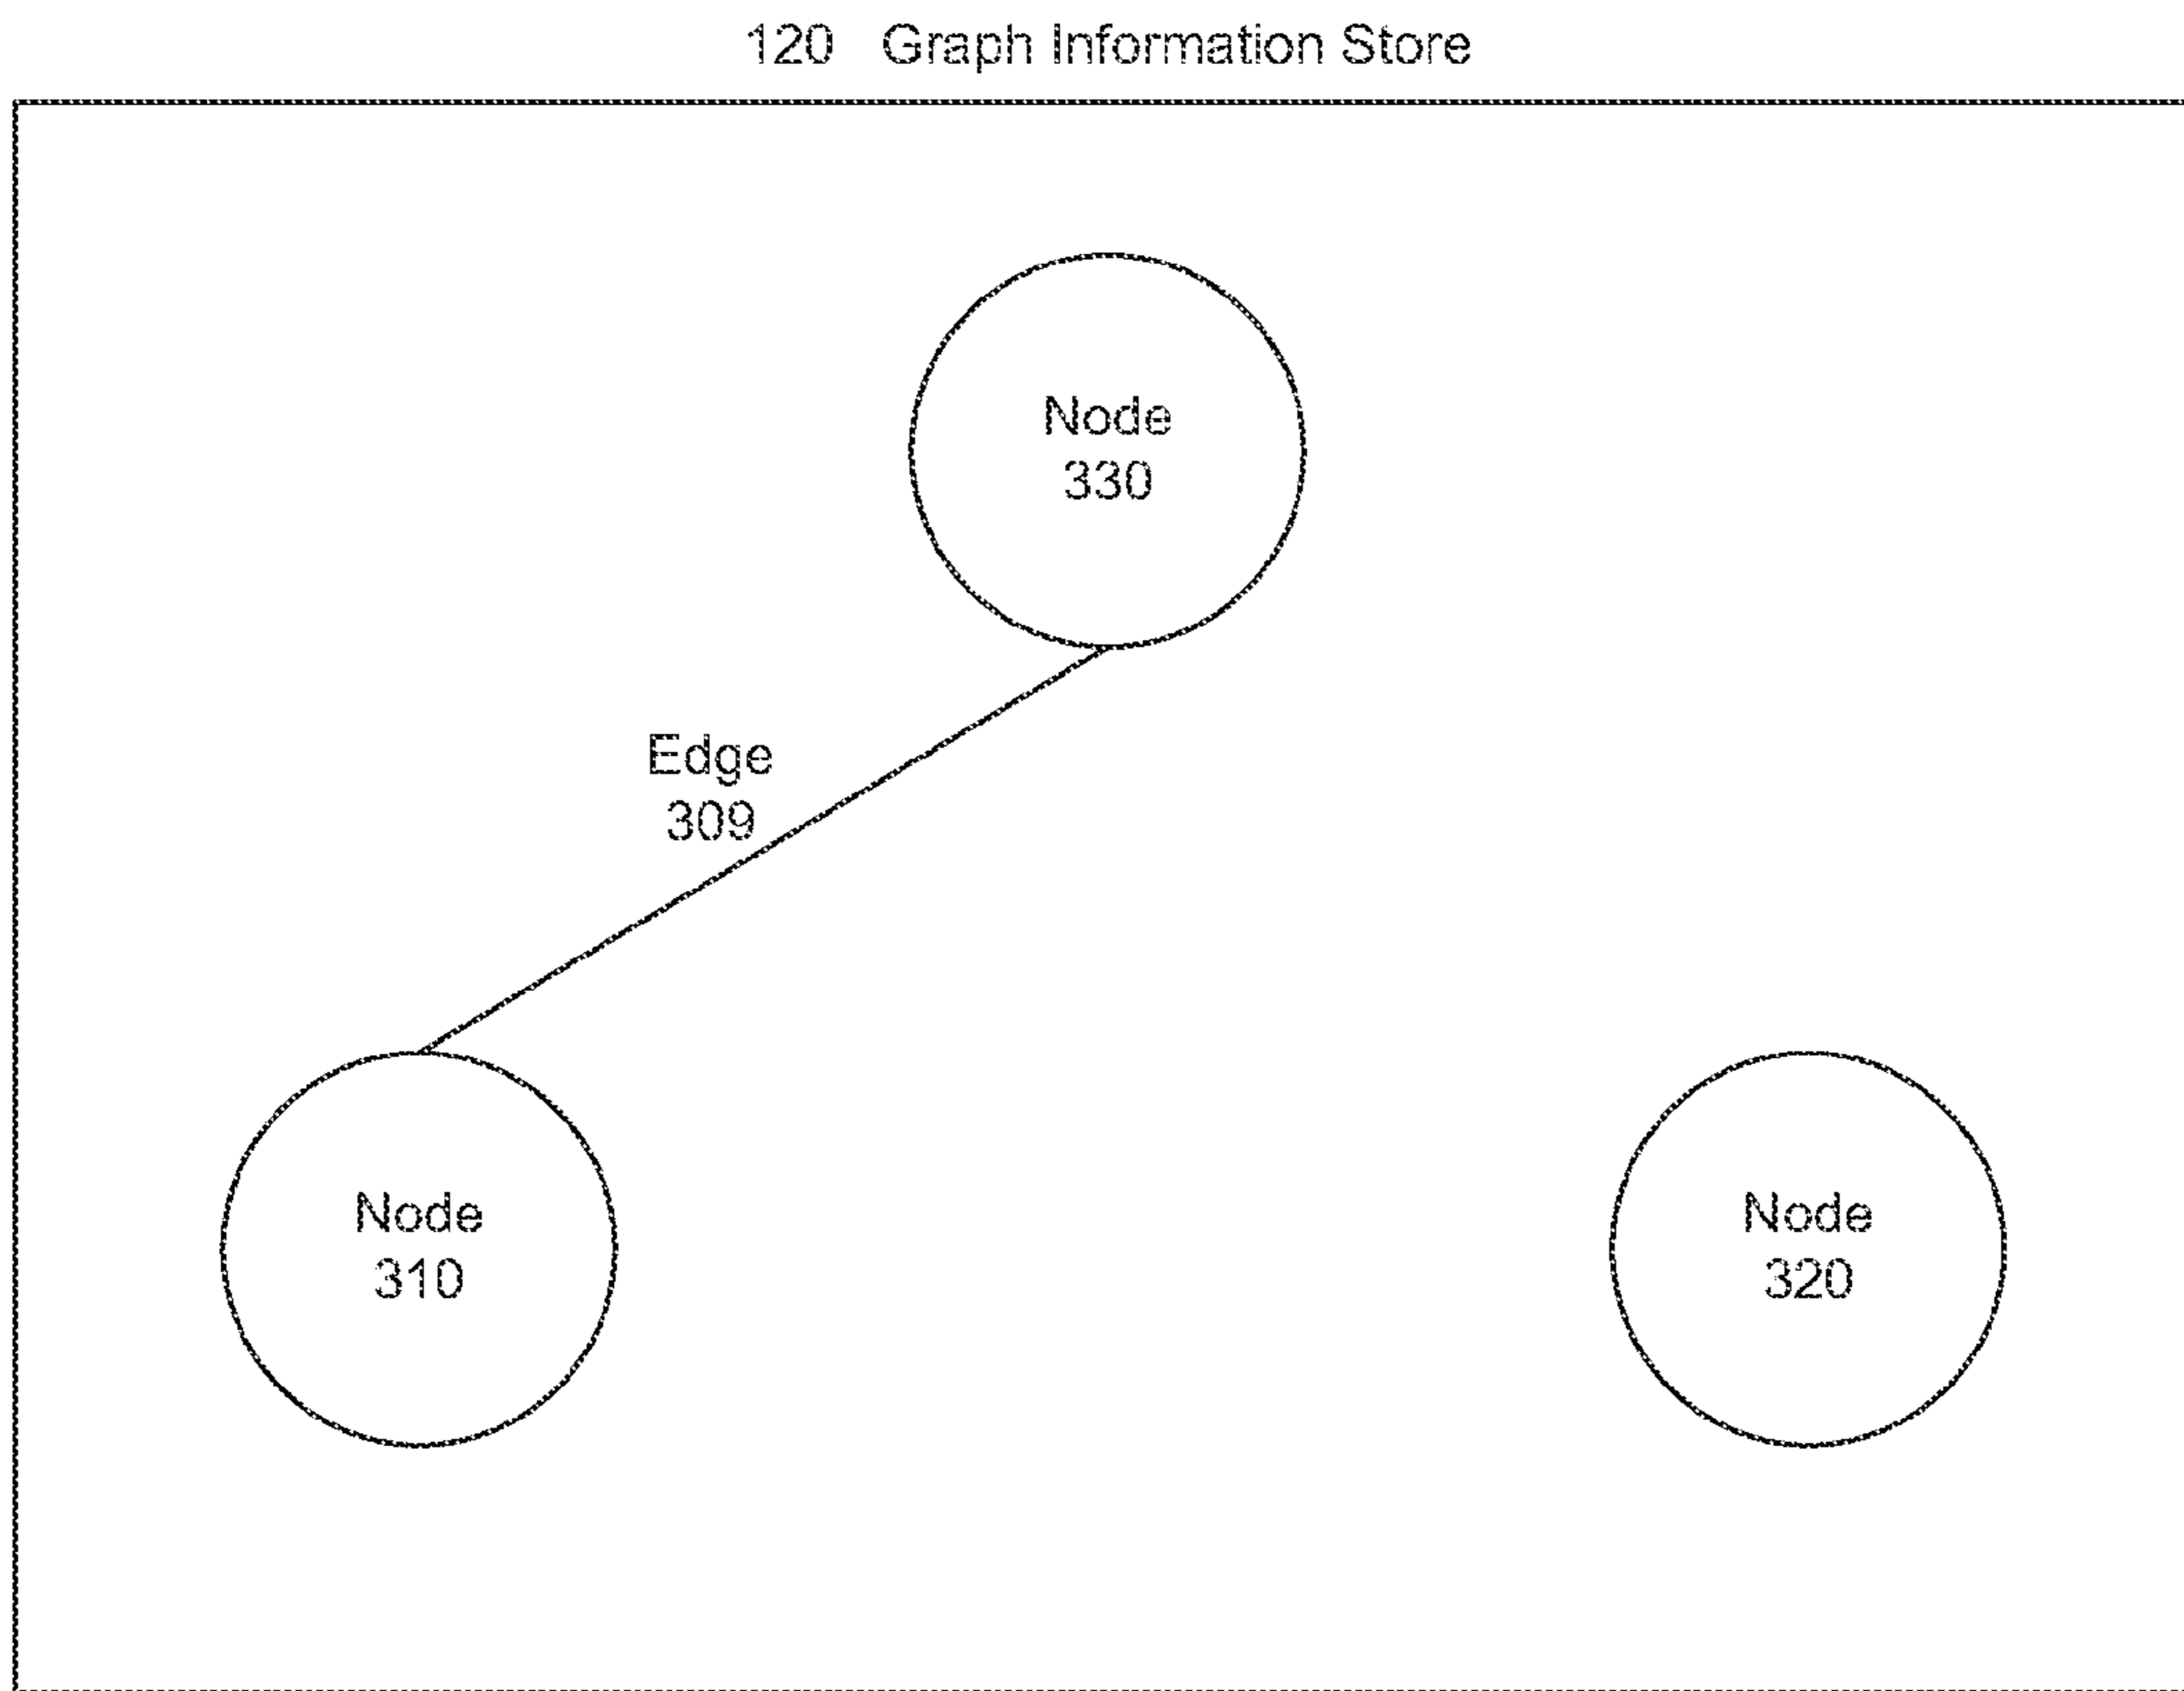 120 Graph Information Store
Node
330
Edge
309
Node
310
Node
320